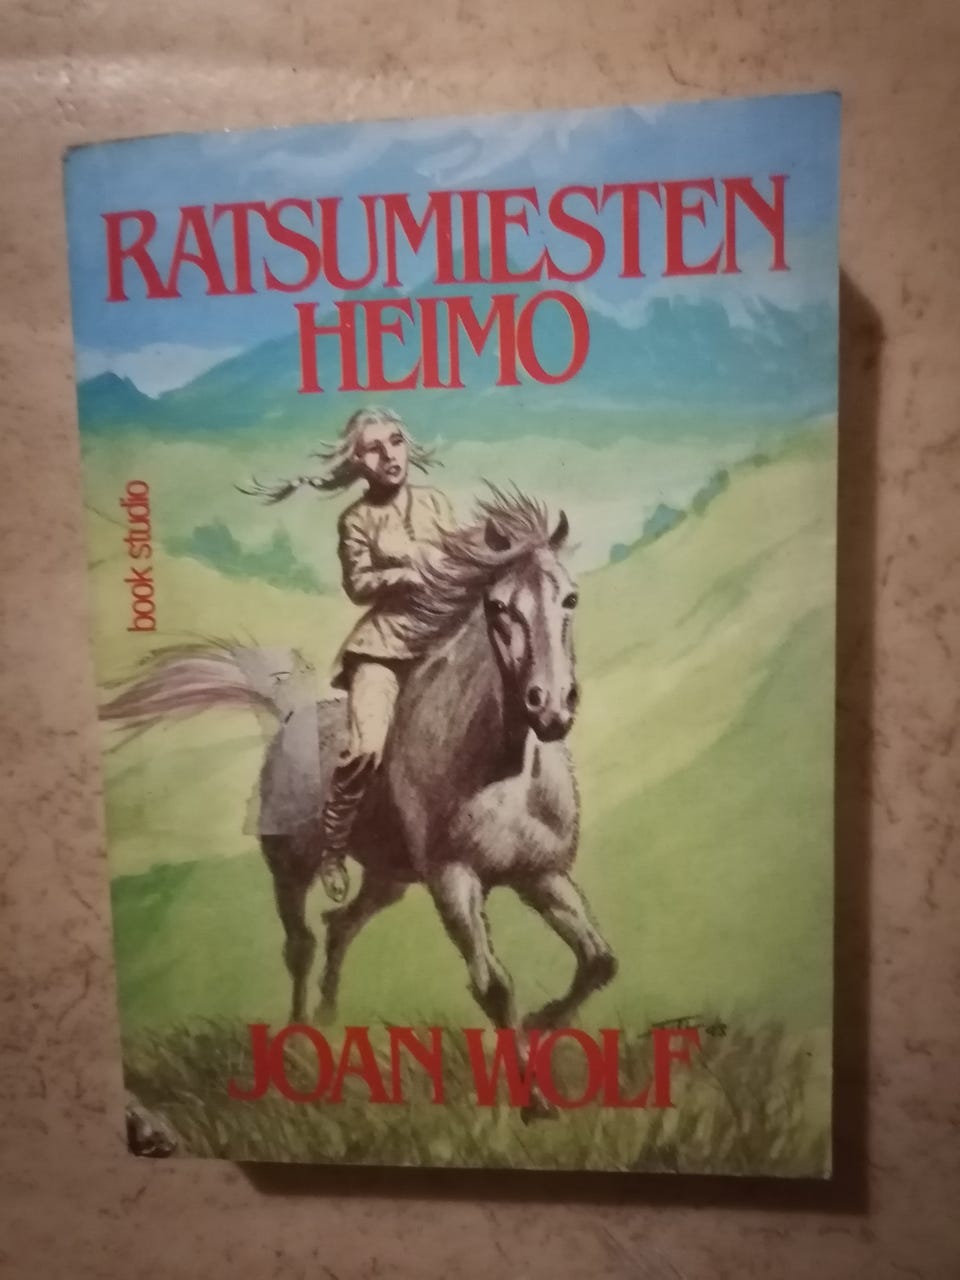 RATSUMIESTEN
HEIMO
book studio
JOAN WOLF